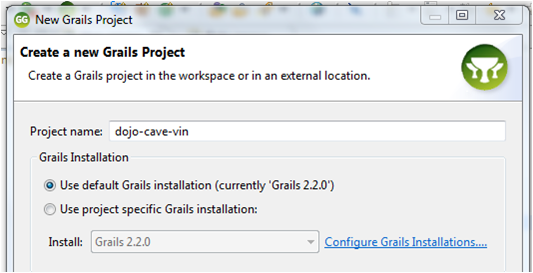 GG New Grails Project
Create a new Grails Project
Create a Grails project in the workspace or in an external location.
Project name: dojo-cave-vin
Grails Installation
Use default Grails installation (currently 'Grails 2.2.0')
Use project specific Grails installation:
Install: Grails 2.2.0 Configure Grails Installations....